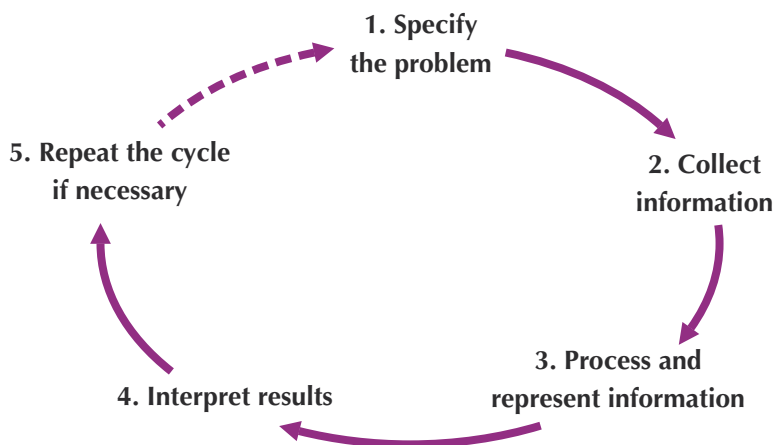 1. Specify
the problem
2. Collect
information
3. Process and
represent information
4. Interpret results
5. Repeat the cycle
if necessary